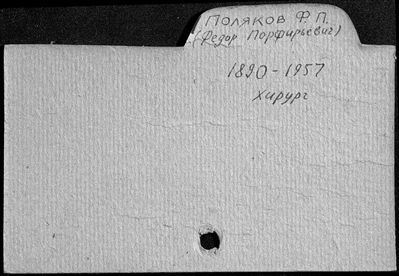 Поляков Ф.П.
(Федор Порфирьевич)
1890-1957
хирург